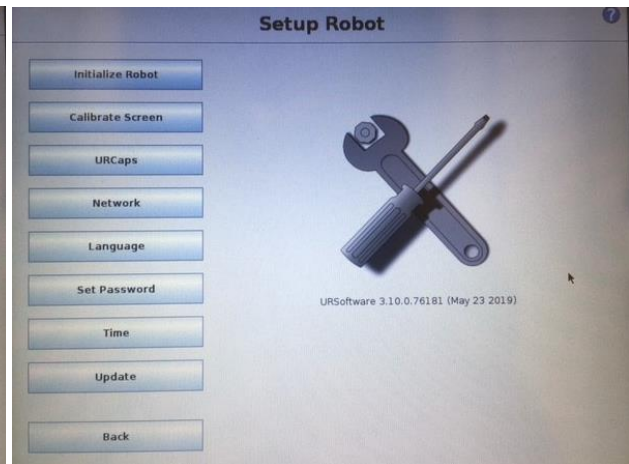 Setup Robot
?
Initialize Robot
Calibrate Screen
URCaps
Network
Language
Set Password
Time
Update
Back
URSoftware 3.10.0.76181 (May 23 2019)